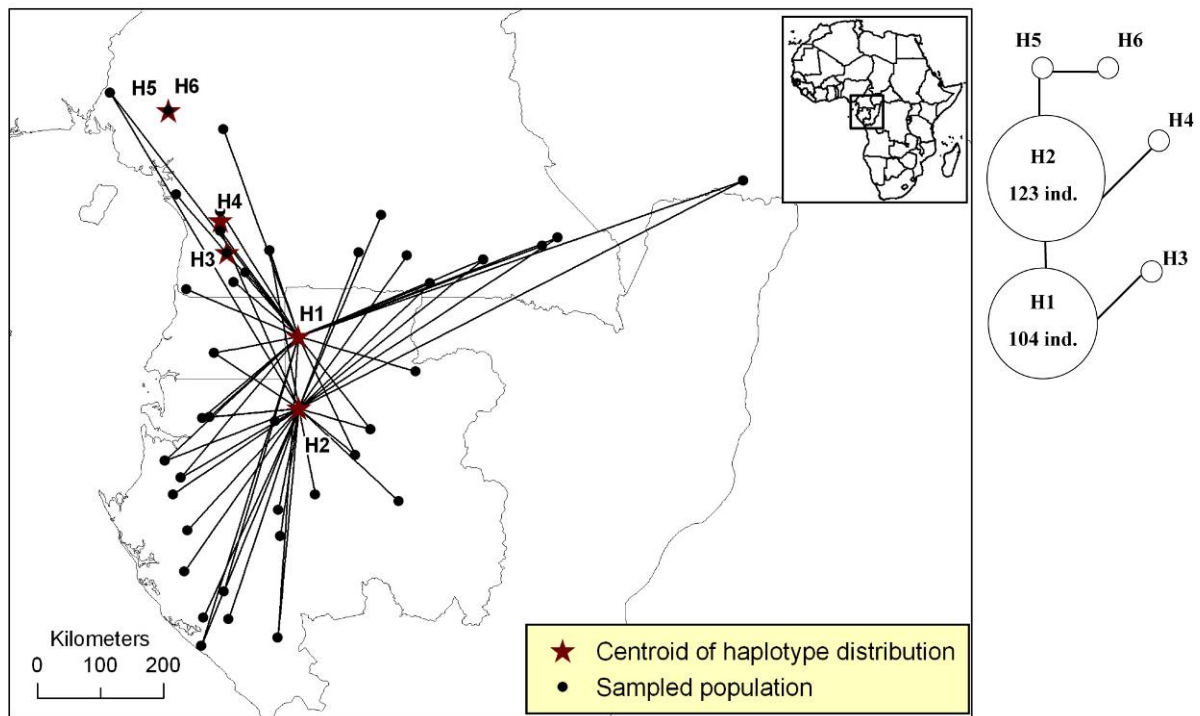 H5 H6
H4
H3
H1
H2
Kilometers
0 100 200
Centroid of haplotype distribution
Sampled population
H5 H6
H4
H2
123 ind.
H3
H1
104 ind.